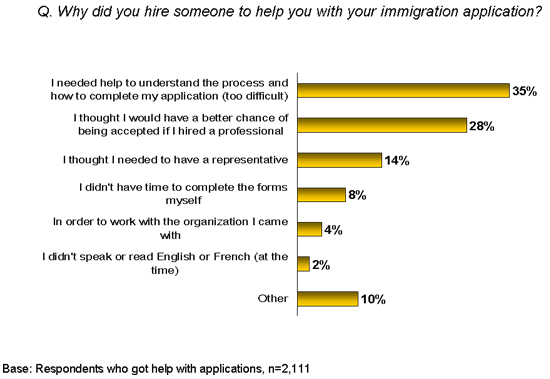 Q. Why did you hire someone to help you with your immigration application?
I needed help to understand the process and
how to complete my application (too difficult)
35%
I thought I would have a better chance of
being accepted if I hired a professional
28%
I thought I needed to have a representative
14%
I didn't have time to complete the forms
myself
8%
In order to work with the organization I came
with
4%
I didn't speak or read English or French (at the
time)
2%
Other
10%
Base: Respondents who got help with applications, n=2,111